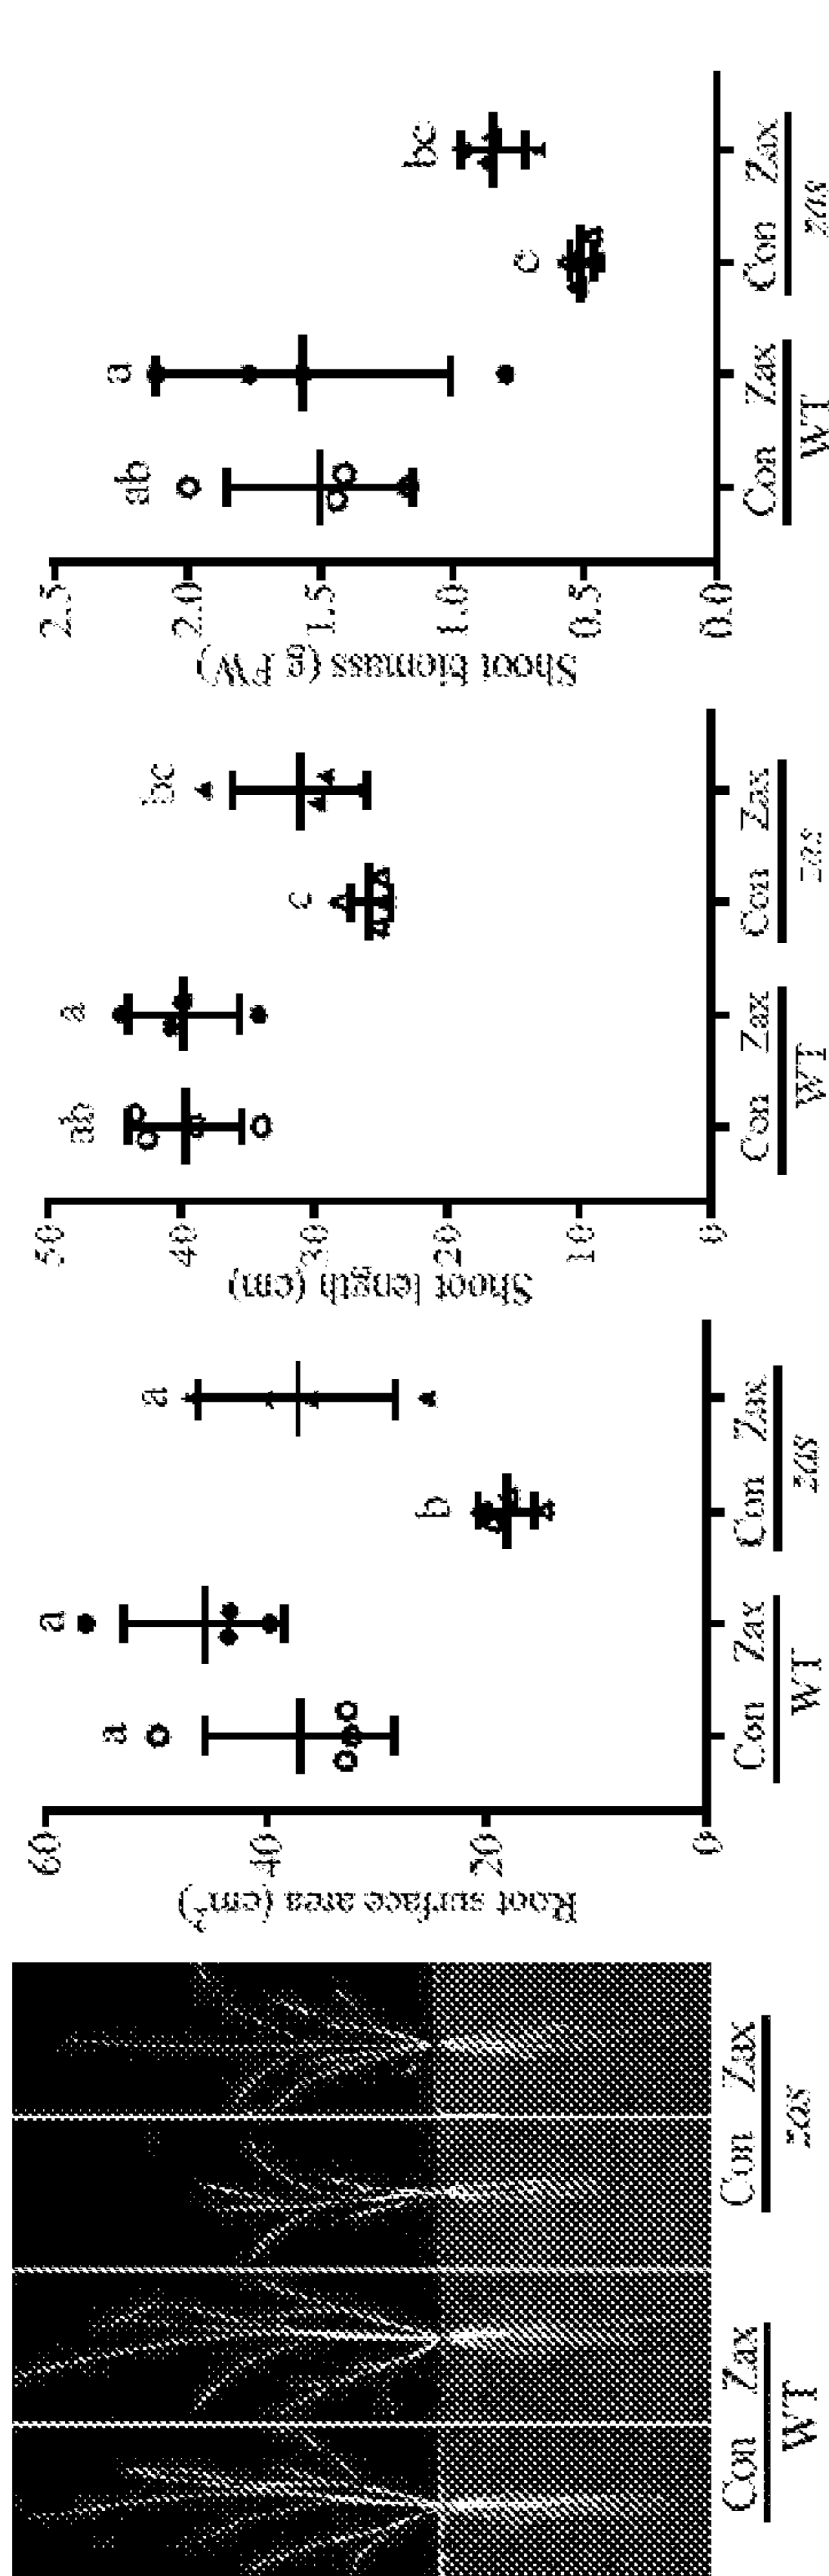 Con Zax Con Zax
WT zas
Root surface area (cm²)
60
40
20
0
a a b a
Con Zax Con Zax
WT zas
Shoot length (cm)
50
40
30
20
10
0
ab a c bc
Con Zax Con Zax
WT zas
Shoot biomass (g FW)
2.5
2.0
1.5
1.0
0.5
0.0
ab a c bc
Con Zax Con Zax
WT zas